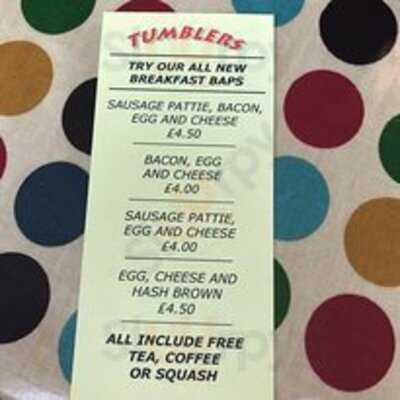 TUMBLERS
TRY OUR ALL NEW
BREAKFAST BAPS
SAUSAGE PATTIE, BACON,
EGG AND CHEESE
£4.50
BACON, EGG
AND CHEESE
£4.00
SAUSAGE PATTIE,
EGG AND CHEESE
£4.00
EGG, CHEESE AND
HASH BROWN
£4.50
ALL INCLUDE FREE
TEA, COFFEE
OR SQUASH